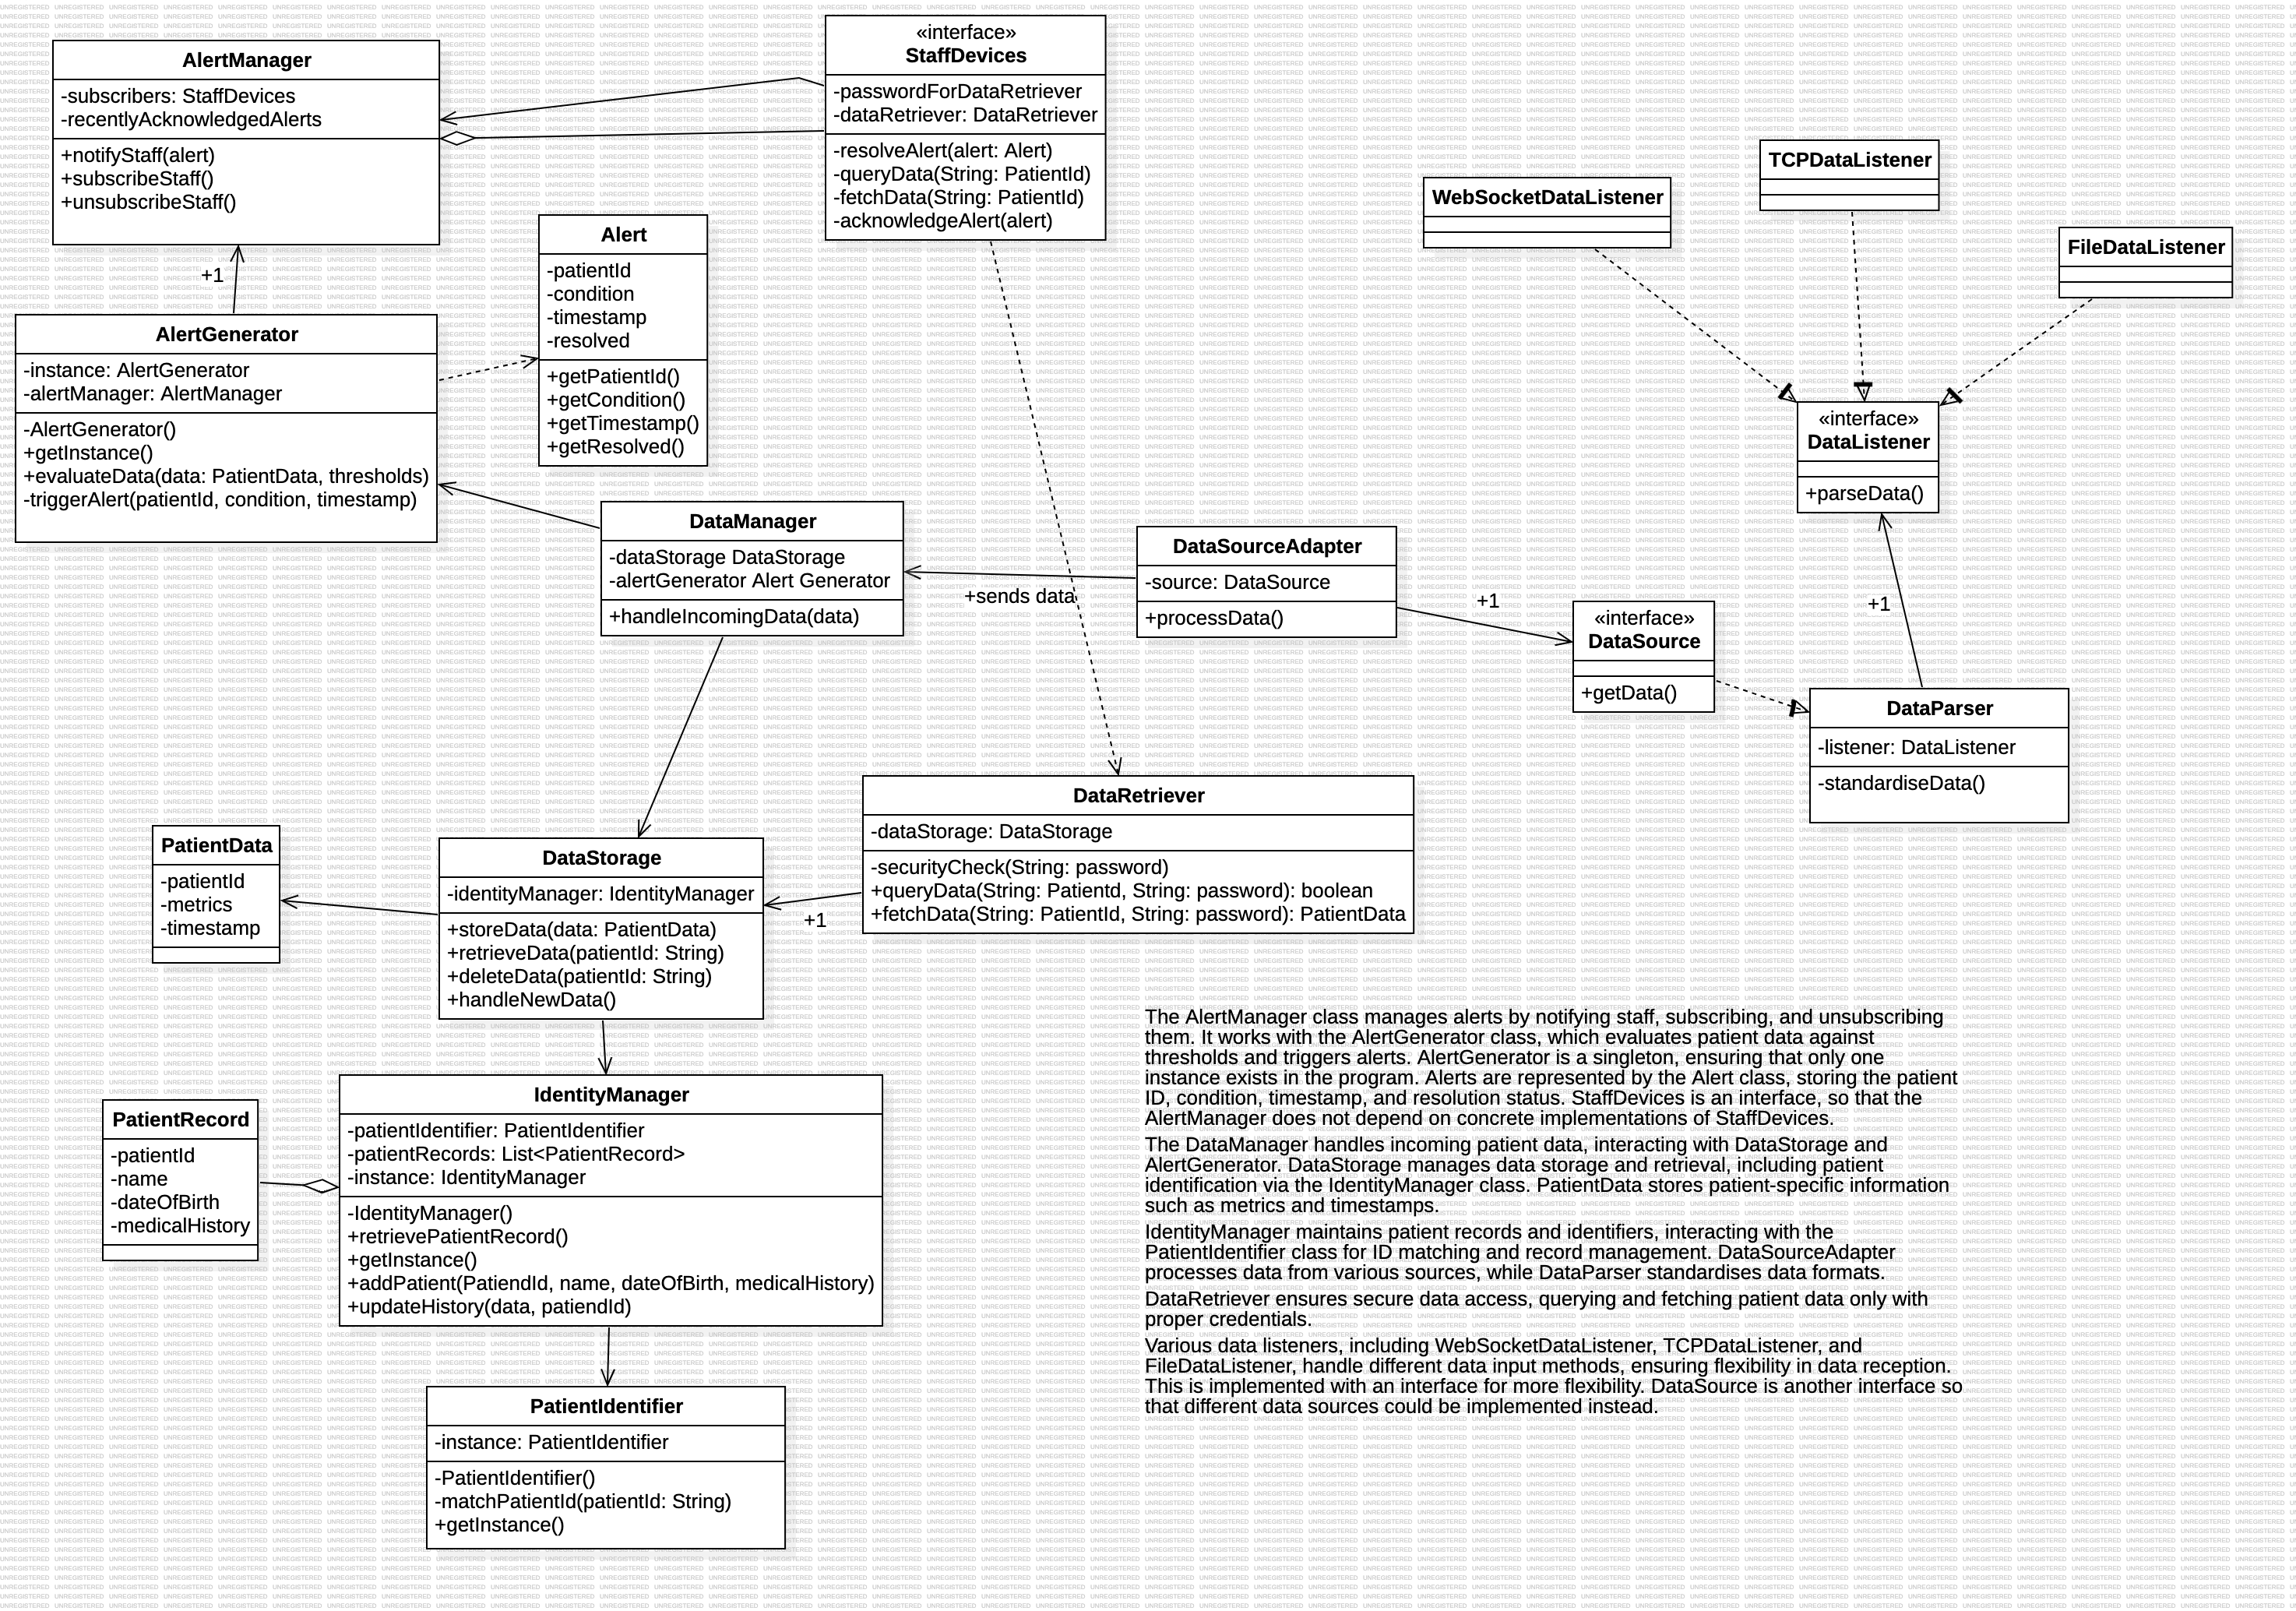 AlertManager
-subscribers: StaffDevices
-recentlyAcknowledgedAlerts
+notifyStaff(alert)
+subscribeStaff()
+unsubscribeStaff()
«interface»
StaffDevices
-passwordForDataRetriever
-dataRetriever: DataRetriever
-resolveAlert(alert: Alert)
-queryData(String: PatientId)
-fetchData(String: PatientId)
-acknowledgeAlert(alert)
TCPDataListener
WebSocketDataListener
FileDataListener
Alert
-patientId
-condition
-timestamp
-resolved
+getPatientId()
+getCondition()
+getTimestamp()
+getResolved()
+1
AlertGenerator
-instance: AlertGenerator
-alertManager: AlertManager
-AlertGenerator()
+getInstance()
+evaluateData(data: PatientData, thresholds)
-triggerAlert(patientId, condition, timestamp)
«interface»
DataListener
+parseData()
DataManager
-dataStorage DataStorage
-alertGenerator Alert Generator
+handleIncomingData(data)
+sends data
DataSourceAdapter
-source: DataSource
+processData()
+1
«interface»
DataSource
+getData()
+1
DataParser
-listener: DataListener
-standardiseData()
DataRetriever
-dataStorage: DataStorage
-securityCheck(String: password)
+queryData(String: Patientd, String: password): boolean
+fetchData(String: PatientId, String: password): PatientData
+1
PatientData
-patientId
-metrics
-timestamp
DataStorage
-identityManager: IdentityManager
+storeData(data: PatientData)
+retrieveData(patientId: String)
+deleteData(patientId: String)
+handleNewData()
PatientRecord
-patientId
-name
-dateOfBirth
-medicalHistory
IdentityManager
-patientIdentifier: PatientIdentifier
-patientRecords: List<PatientRecord>
-instance: IdentityManager
-IdentityManager()
+retrievePatientRecord()
+getInstance()
+addPatient(PatiendId, name, dateOfBirth, medicalHistory)
+updateHistory(data, patiendId)
PatientIdentifier
-instance: PatientIdentifier
-PatientIdentifier()
-matchPatientId(patientId: String)
+getInstance()
The AlertManager class manages alerts by notifying staff, subscribing, and unsubscribing
them. It works with the AlertGenerator class, which evaluates patient data against
thresholds and triggers alerts. AlertGenerator is a singleton, ensuring that only one
instance exists in the program. Alerts are represented by the Alert class, storing the patient
ID, condition, timestamp, and resolution status. StaffDevices is an interface, so that the
AlertManager does not depend on concrete implementations of StaffDevices.
The DataManager handles incoming patient data, interacting with DataStorage and
AlertGenerator. DataStorage manages data storage and retrieval, including patient
identification via the IdentityManager class. PatientData stores patient-specific information
such as metrics and timestamps.
IdentityManager maintains patient records and identifiers, interacting with the
PatientIdentifier class for ID matching and record management. DataSourceAdapter
processes data from various sources, while DataParser standardises data formats.
DataRetriever ensures secure data access, querying and fetching patient data only with
proper credentials.
Various data listeners, including WebSocketDataListener, TCPDataListener, and
FileDataListener, handle different data input methods, ensuring flexibility in data reception.
This is implemented with an interface for more flexibility. DataSource is another interface so
that different data sources could be implemented instead.
UNREGISTERED